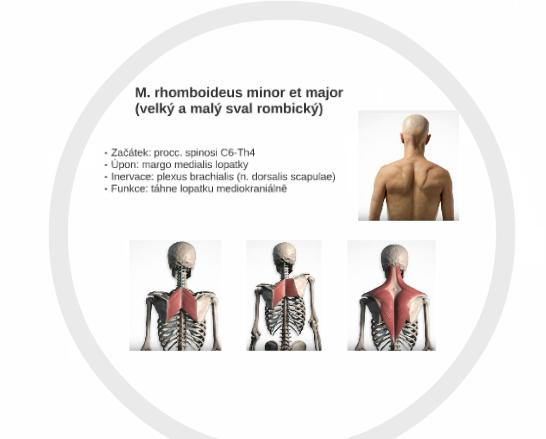 M. rhomboideus minor et major
(velký a malý sval rombický)
- Začátek: procc. spinosi C6-Th4
- Úpon: margo medialis lopatky
- Inervace: plexus brachialis (n. dorsalis scapulae)
- Funkce: táhne lopatku mediokraniálně